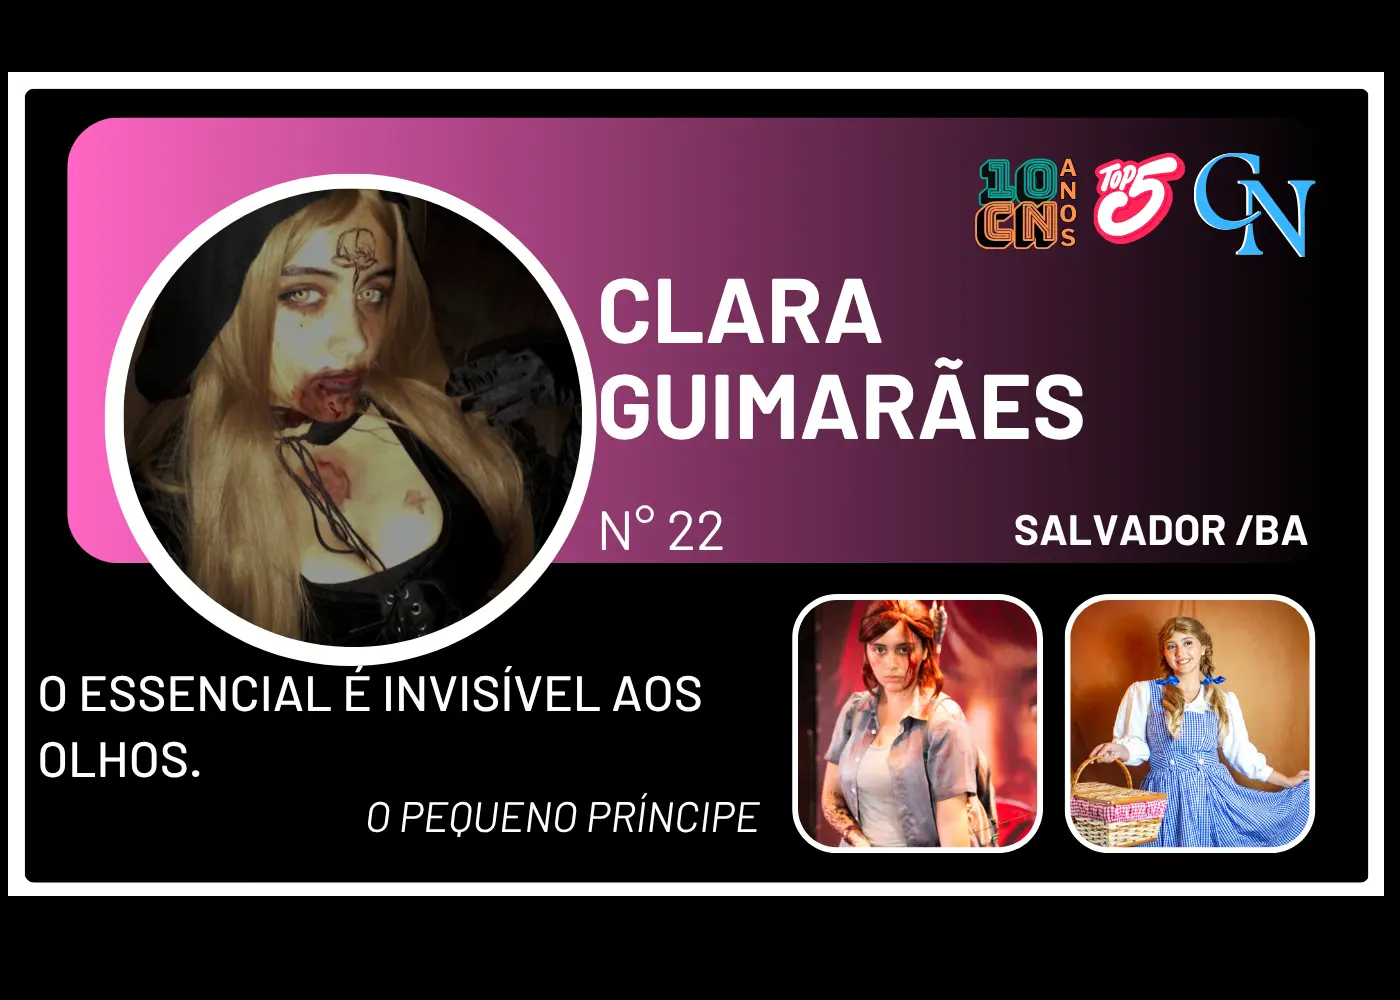 10 ANOS
CN
TOP 5
CN
CLARA
GUIMARÃES
N° 22
SALVADOR /BA
O ESSENCIAL É INVISÍVEL AOS
OLHOS.
O PEQUENO PRÍNCIPE